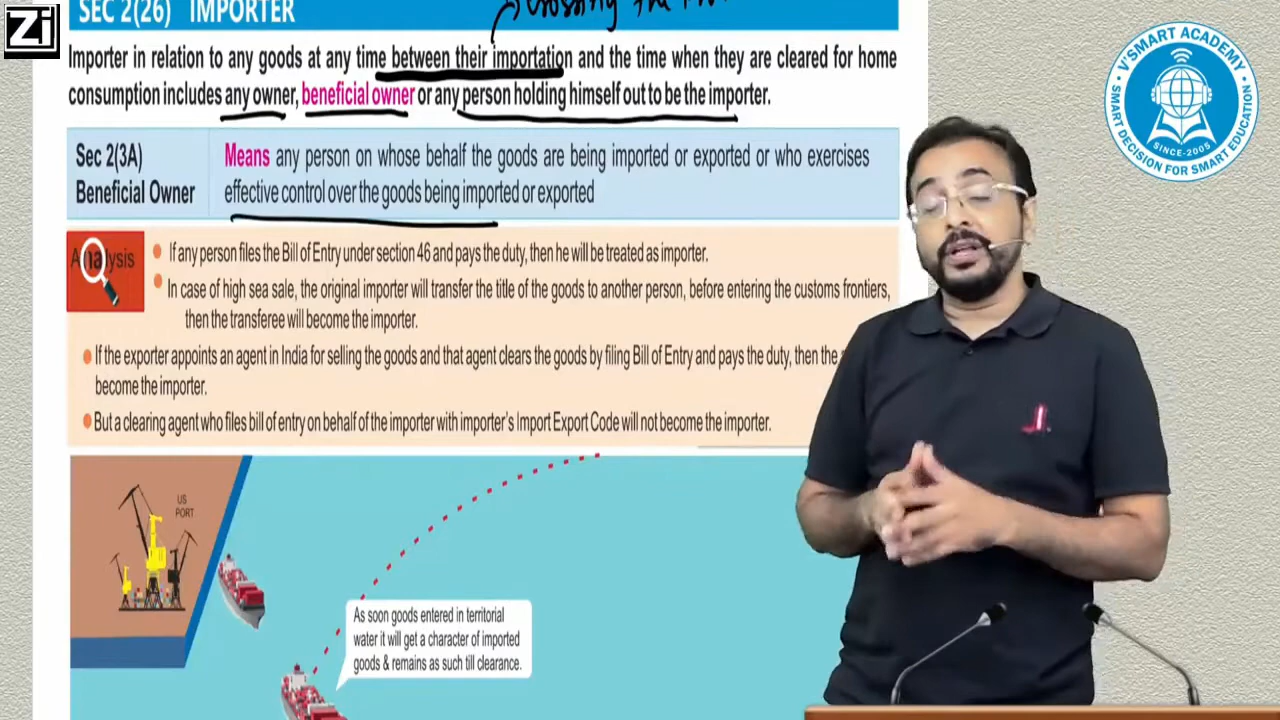 Zi
SEC 2(26) IMPORTER
crossing the
Importer in relation to any goods at any time between their importation and the time when they are cleared for home
consumption includes any owner, beneficial owner or any person holding himself out to be the importer.
Sec 2(3A)
Beneficial Owner
Means any person on whose behalf the goods are being imported or exported or who exercises
effective control over the goods being imported or exported
Analysis
If any person files the Bill of Entry under section 46 and pays the duty, then he will be treated as importer.
In case of high sea sale, the original importer will transfer the title of the goods to another person, before entering the customs frontiers,
then the transferee will become the importer.
If the exporter appoints an agent in India for selling the goods and that agent clears the goods by filing Bill of Entry and pays the duty, then the
become the importer.
But a clearing agent who files bill of entry on behalf of the importer with importer's Import Export Code will not become the importer.
US
PORT
As soon goods entered in territorial
water it will get a character of imported
goods & remains as such till clearance.
V'SMART ACADEMY
SMART DECISION FOR SMART EDUCATION
SINCE-2005